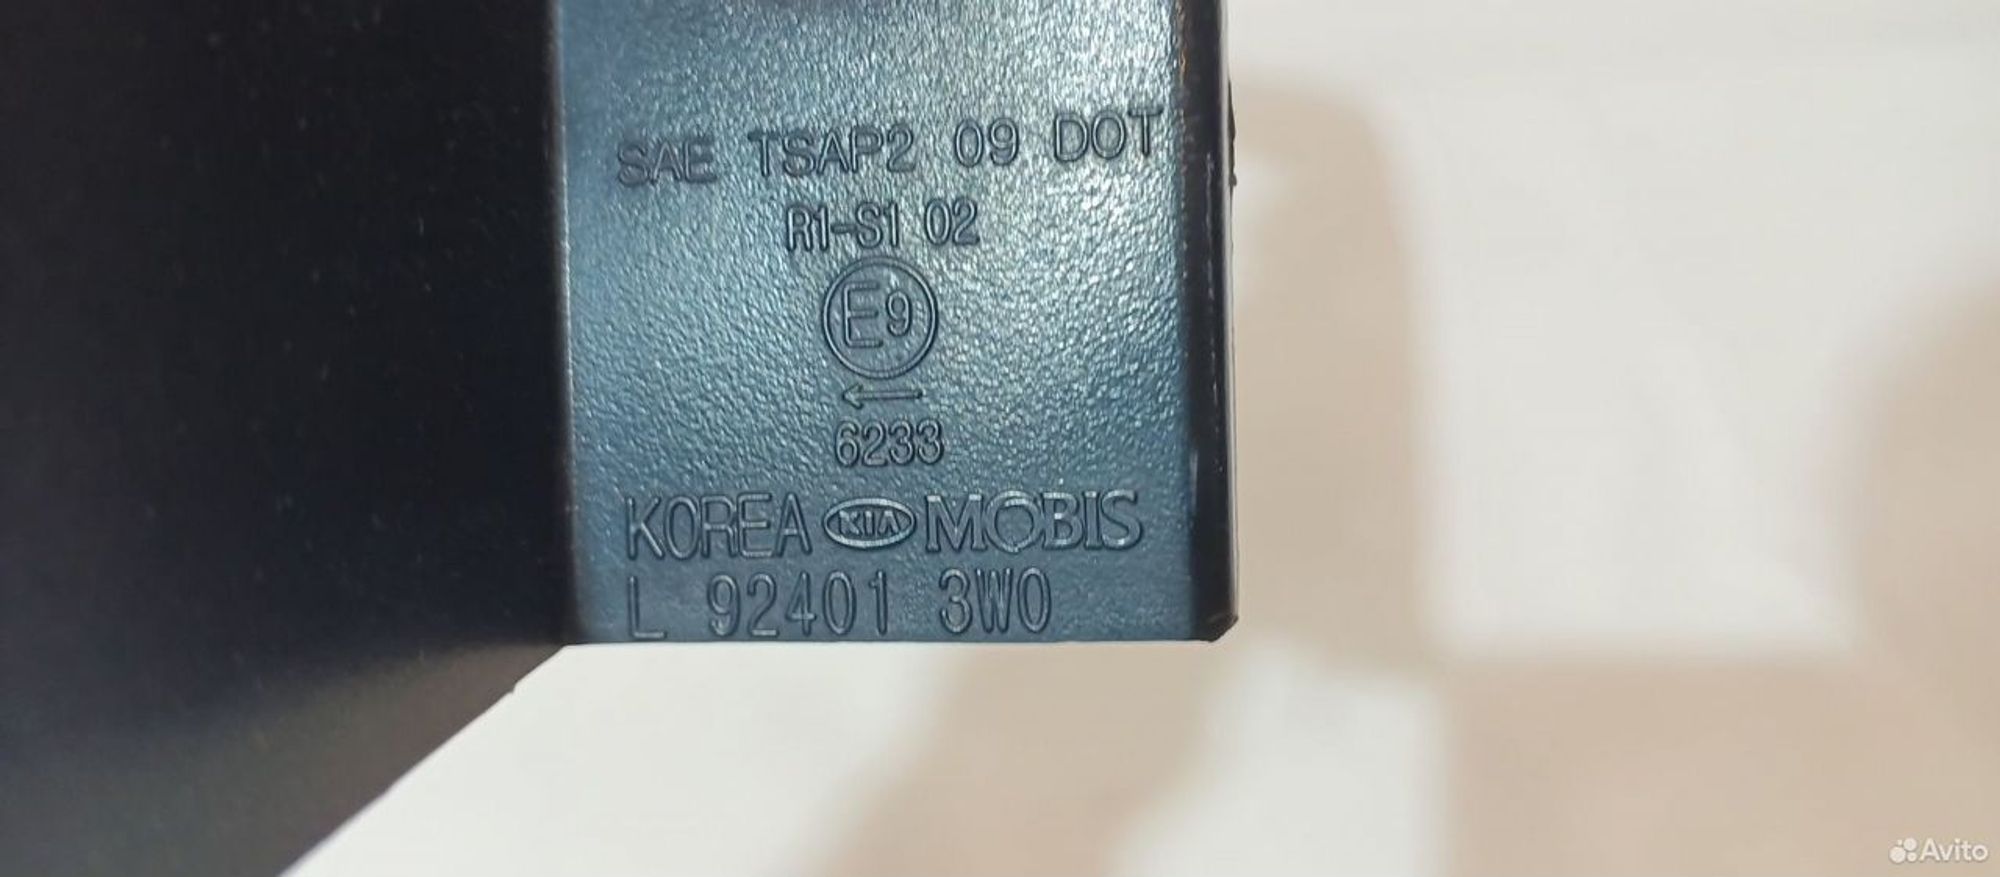 SAE TSAP2 09 DOT
R1-S1 02
E9
←
6233
KOREA KIA MOBIS
L 92401 3W0
Avito